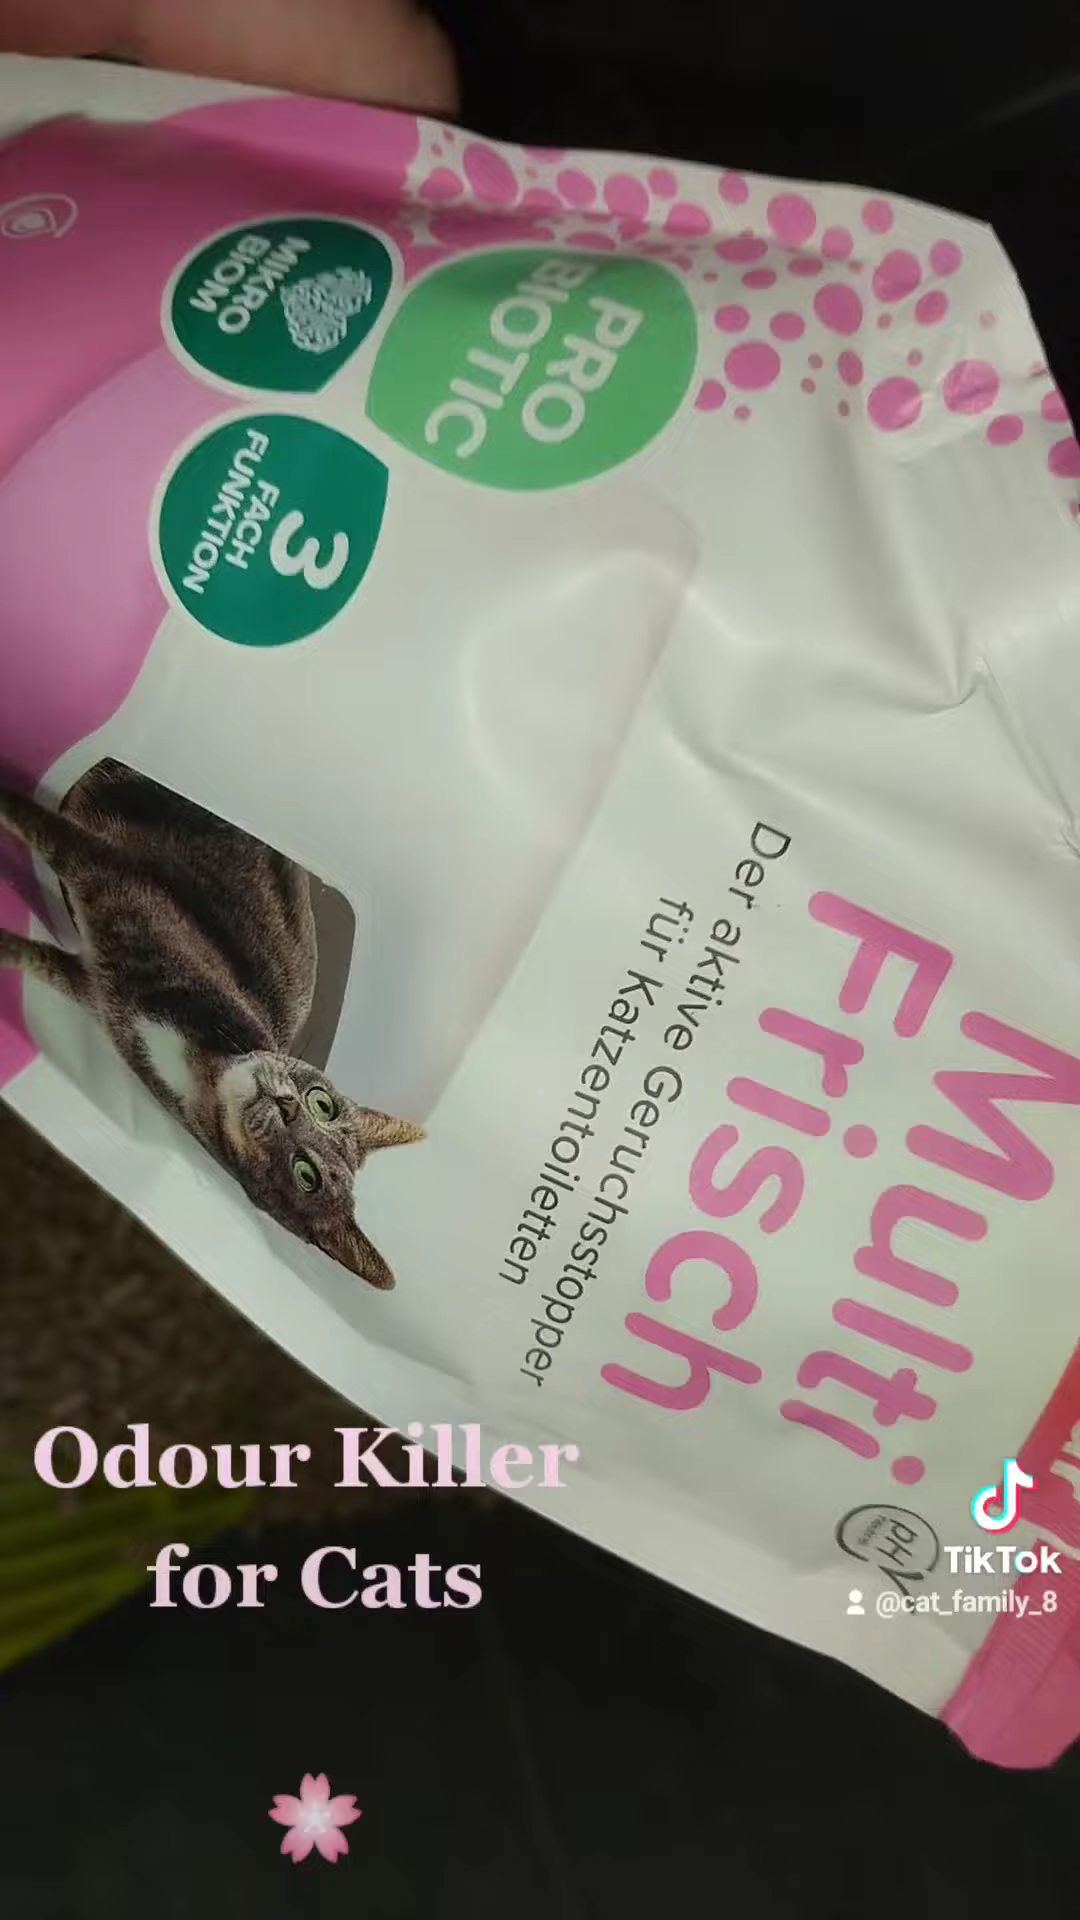 Multi
Frisch
Der aktive Geruchsstopper
für Katzentoiletten
PRO
BIOTIC
MIKRO
BIOM
3
FACH
FUNKTION
pH
Odour Killer
for Cats
TikTok
@cat_family_8